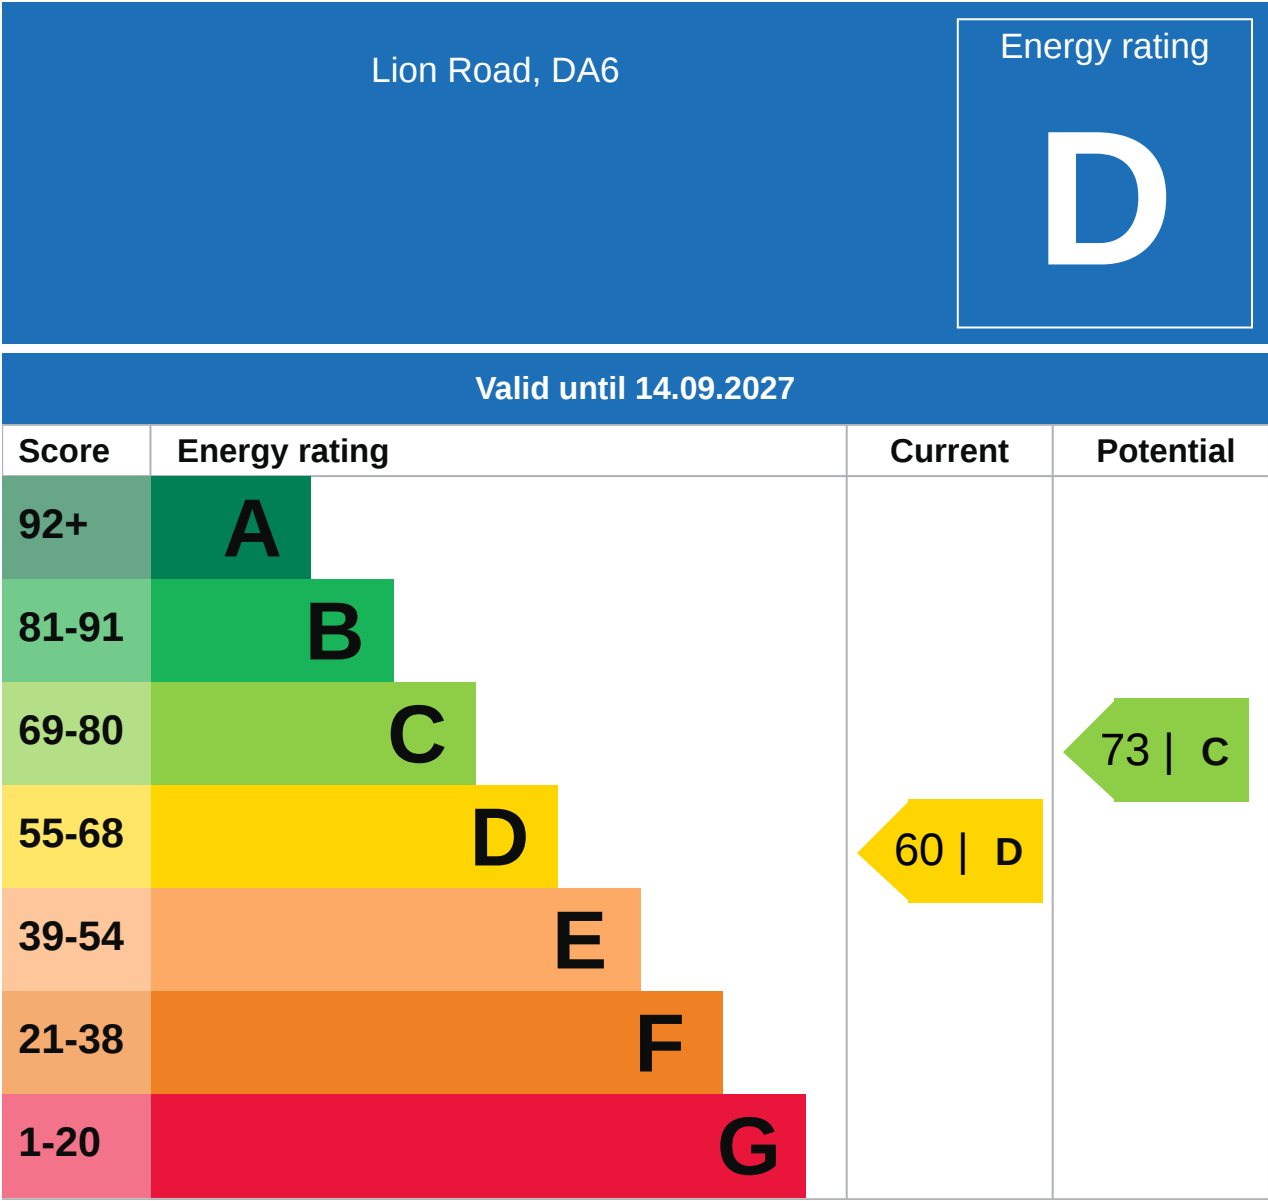 Lion Road, DA6
Energy rating
D
Valid until 14.09.2027
Score Energy rating Current Potential
92+ A
81-91 B
69-80 C
73 | C
55-68 D
60 | D
39-54 E
21-38 F
1-20 G